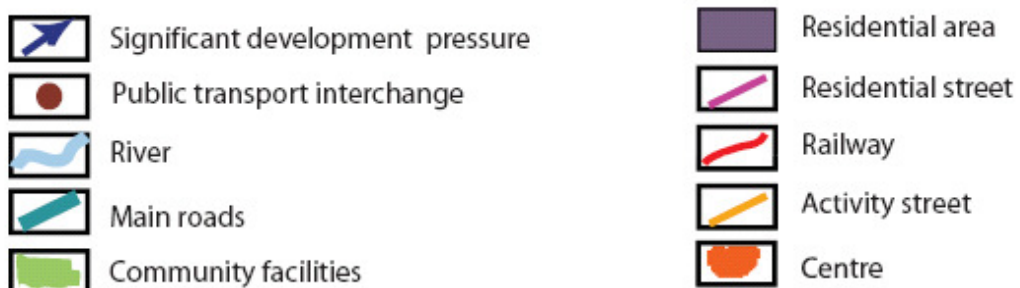 Significant development pressure
Public transport interchange
River
Main roads
Community facilities
Residential area
Residential street
Railway
Activity street
Centre